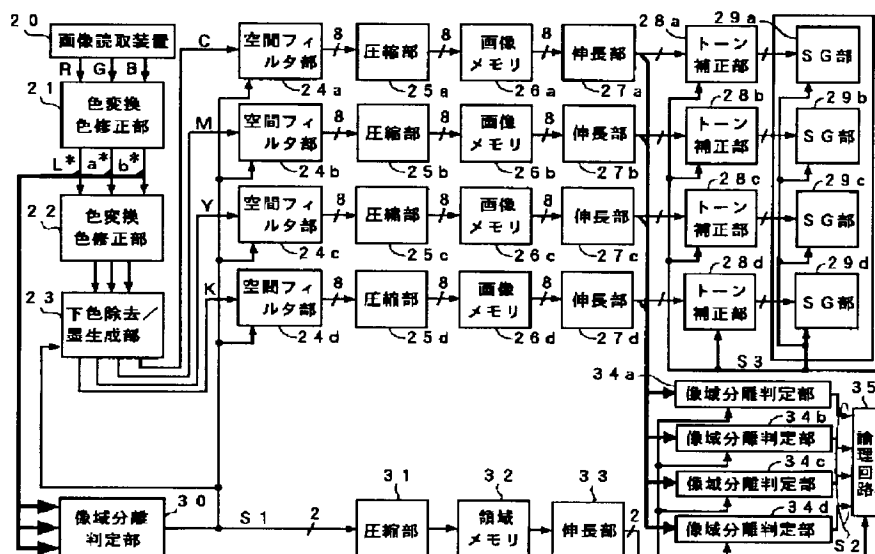 20
画像読取装置
R G B
21
色変換
色修正部
L* a* b*
22
色変換
色修正部
23
下色除去/
墨生成部
C
空間フィ
ルタ部
24a
8
圧縮部
25a
8
画像
メモリ
26a
8
伸長部
27a
28a
トーン
補正部
29a
SG部
M
空間フィ
ルタ部
24b
8
圧縮部
25b
8
画像
メモリ
26b
8
伸長部
27b
28b
トーン
補正部
29b
SG部
Y
空間フィ
ルタ部
24c
8
圧縮部
25c
8
画像
メモリ
26c
8
伸長部
27c
28c
トーン
補正部
29c
SG部
K
空間フィ
ルタ部
24d
8
圧縮部
25d
8
画像
メモリ
26d
8
伸長部
27d
28d
トーン
補正部
29d
SG部
S3
34a
像域分離判定部
34b
像域分離判定部
34c
像域分離判定部
34d
像域分離判定部
35
論理回路
S2
30
像域分離
判定部
S1
2
31
圧縮部
32
領域
メモリ
33
伸長部
2